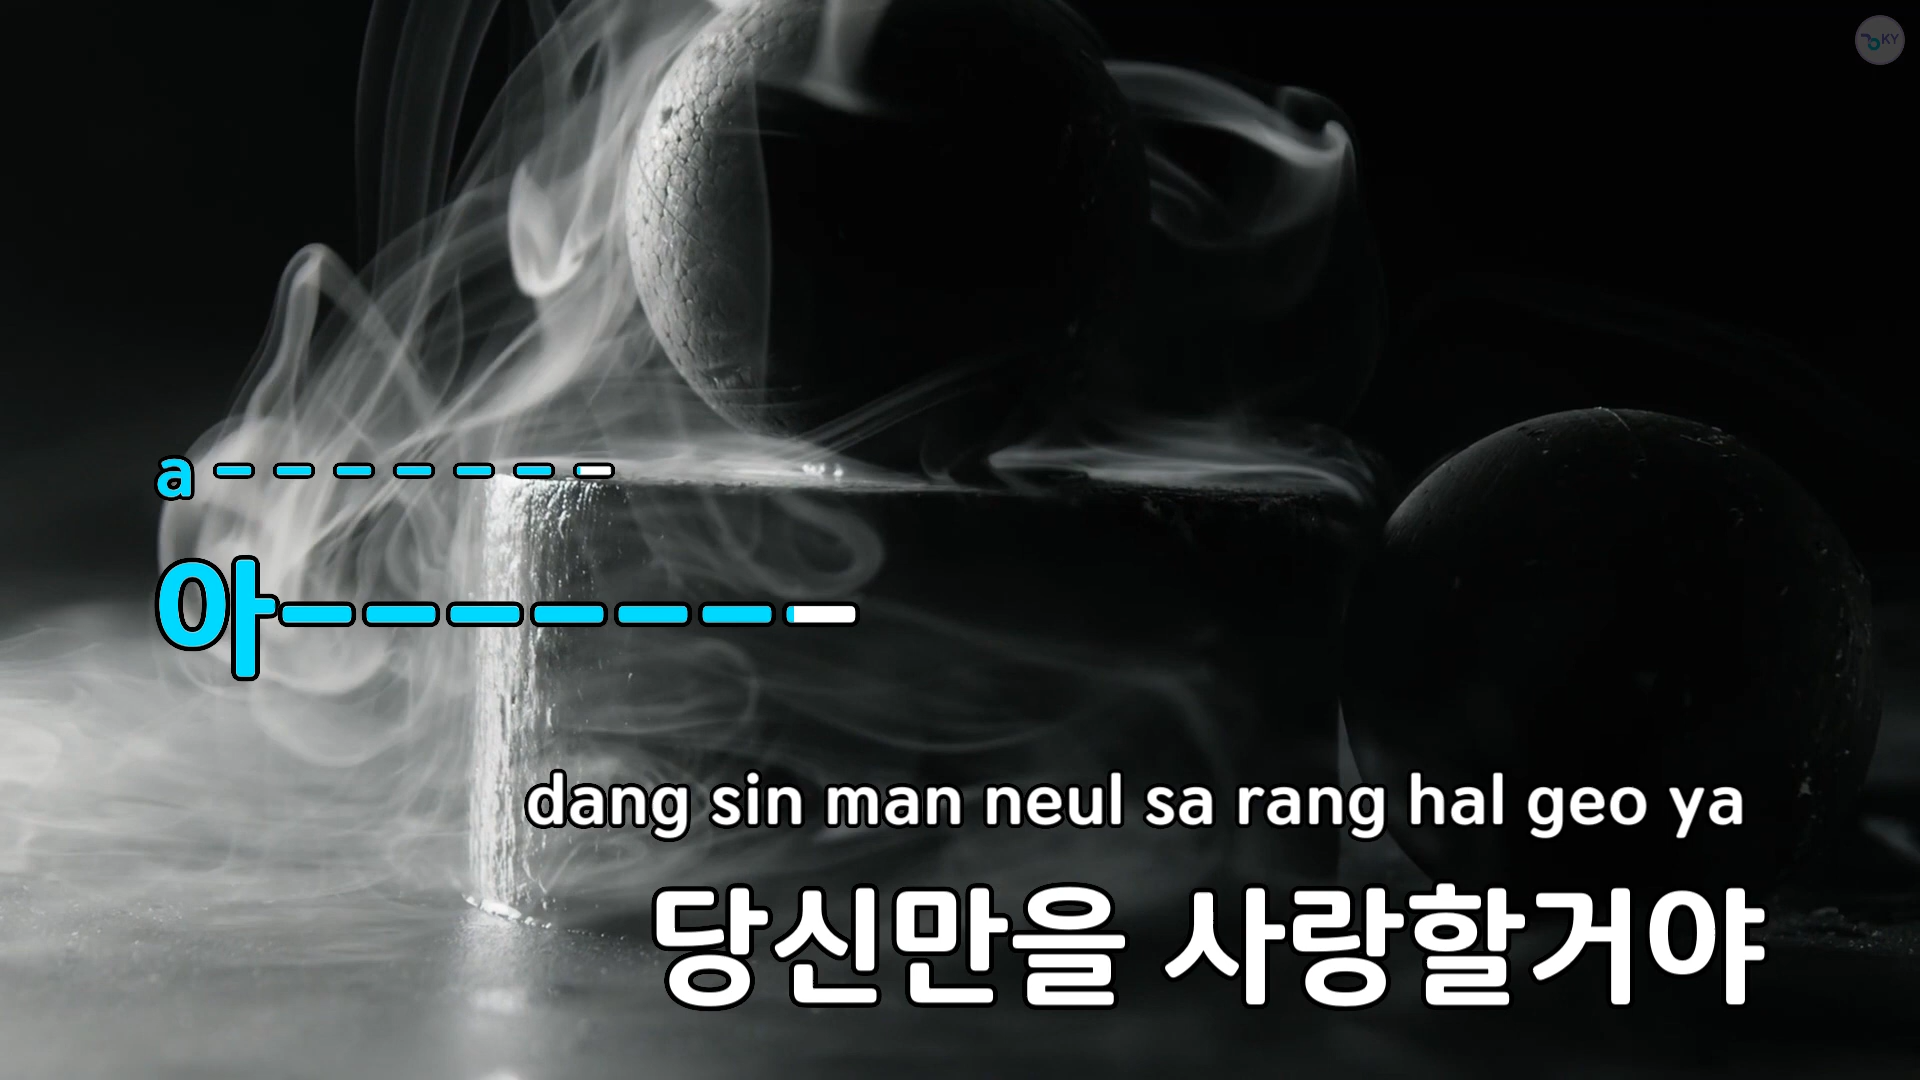 KY
a - - - - - - -
아-------
dang sin man neul sa rang hal geo ya
당신만을 사랑할거야